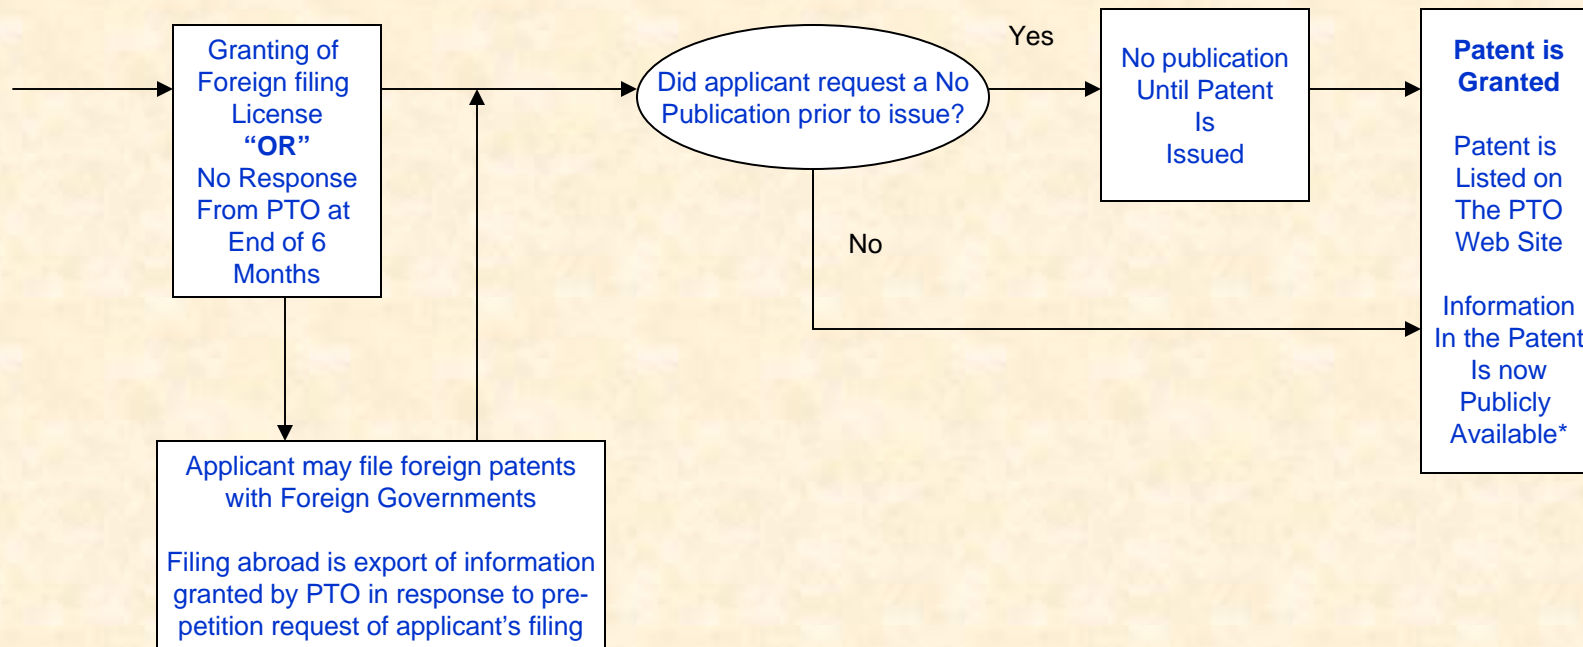 Granting of
Foreign filing
License
“OR”
No Response
From PTO at
End of 6
Months
Did applicant request a No
Publication prior to issue?
Yes
No
No publication
Until Patent
Is
Issued
Patent is
Granted
Patent is
Listed on
The PTO
Web Site
Information
In the Patent
Is now
Publicly
Available*
Applicant may file foreign patents
with Foreign Governments
Filing abroad is export of information
granted by PTO in response to pre-
petition request of applicant’s filing